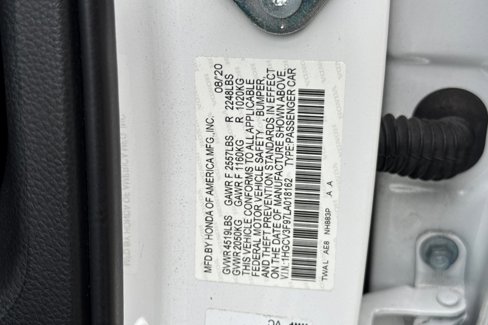 MFD BY HONDA OF AMERICA MFG., INC. 08/20
GVWR 4519LBS GAWR F 2557LBS R 2248LBS
GVWR 2050KG GAWR F 1160KG R 1020KG
THIS VEHICLE CONFORMS TO ALL APPLICABLE
FEDERAL MOTOR VEHICLE SAFETY, BUMPER,
AND THEFT PREVENTION STANDARDS IN EFFECT
ON THE DATE OF MANUFACTURE SHOWN ABOVE.
V.I.N.: 1HGCV3F97LA018162 TYPE:PASSENGER CAR
TWAL AE8 NH883P A A